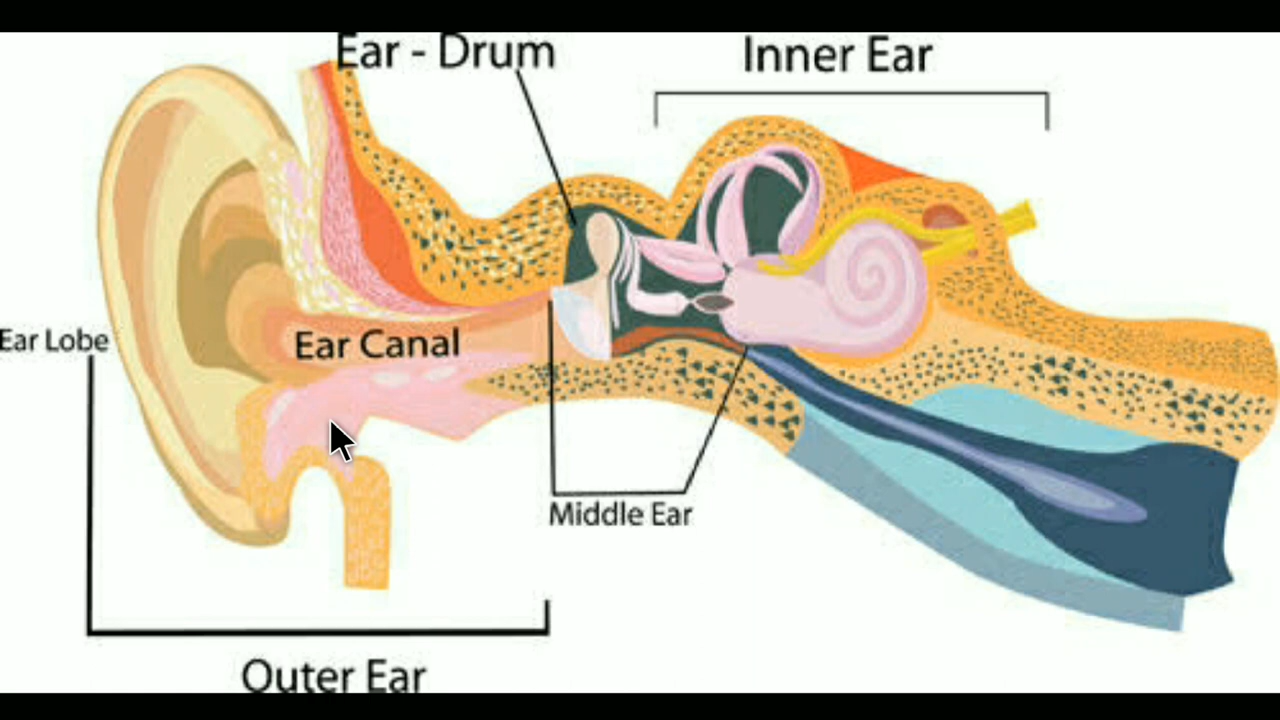 Ear - Drum
Inner Ear
Ear Lobe
Ear Canal
Middle Ear
Outer Ear